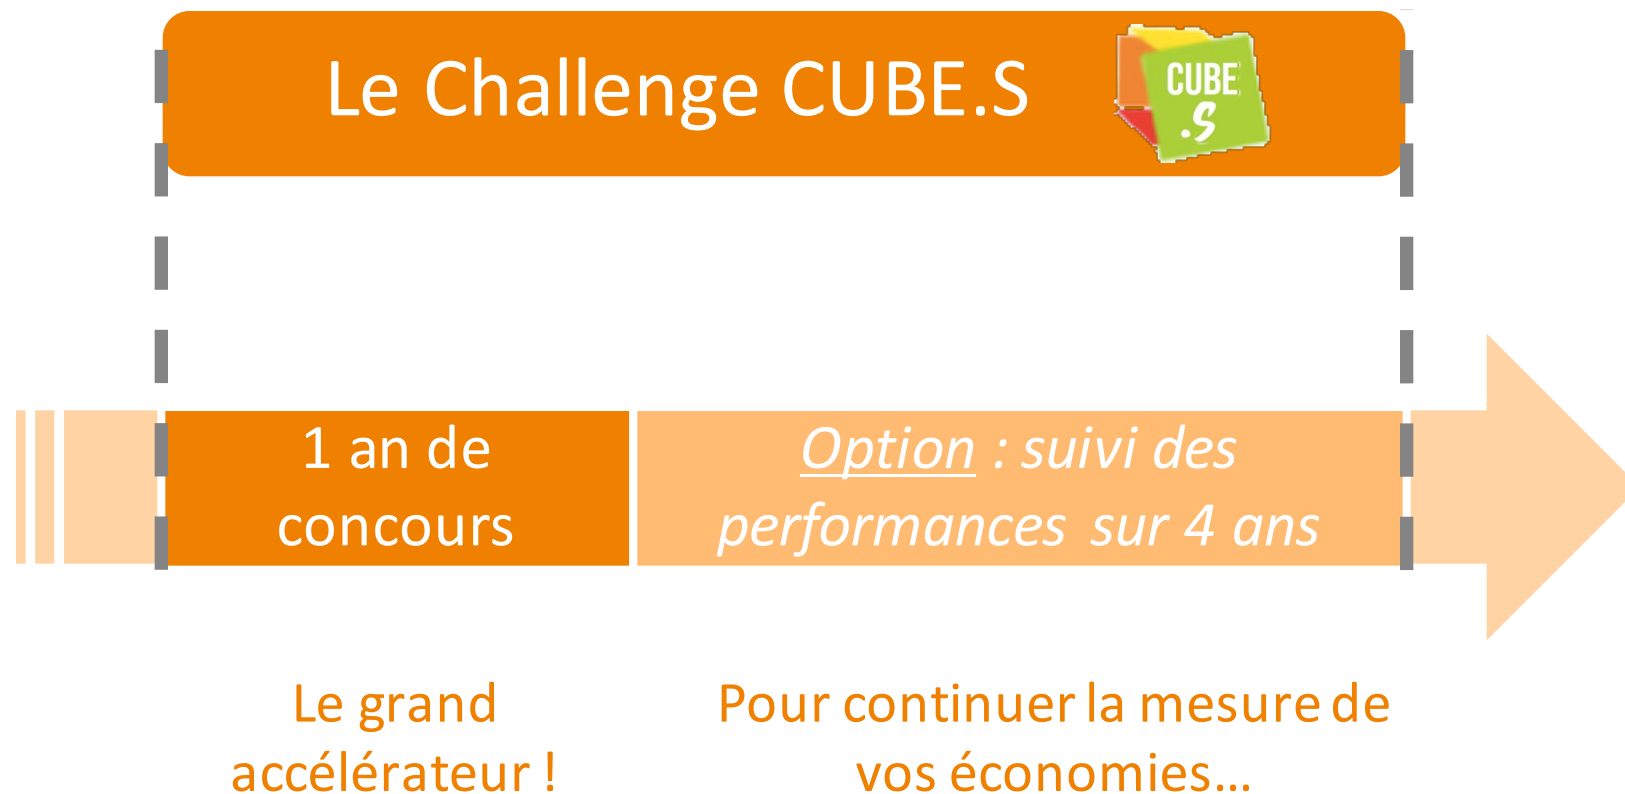 Le Challenge CUBE.S
CUBE
.S
1 an de
concours
Option : suivi des
performances sur 4 ans
Le grand
accélérateur !
Pour continuer la mesure de
vos économies...